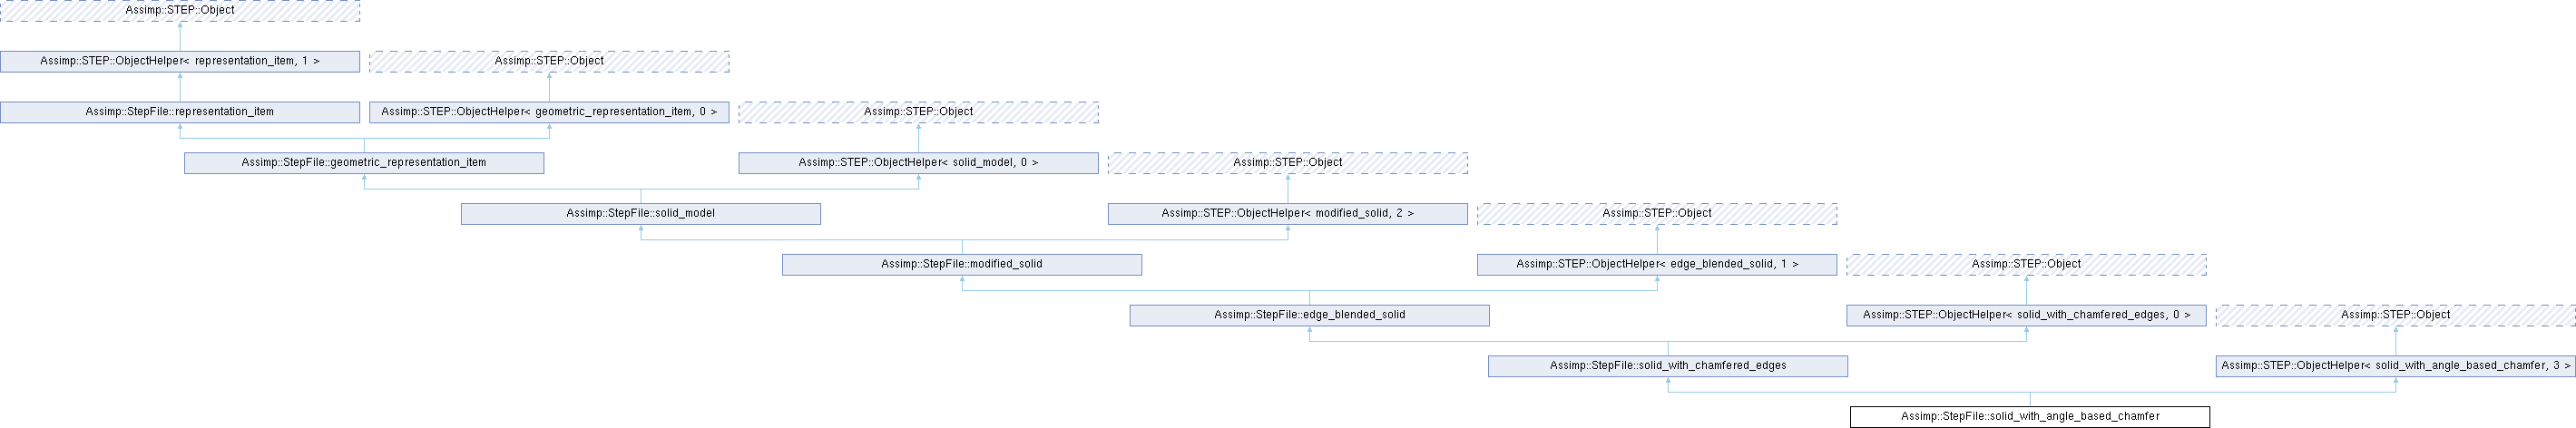 Assimp::STEP::Object
Assimp::STEP::ObjectHelper< representation_item, 1 >
Assimp::STEP::Object
Assimp::StepFile::representation_item
Assimp::STEP::ObjectHelper< geometric_representation_item, 0 >
Assimp::STEP::Object
Assimp::StepFile::geometric_representation_item
Assimp::STEP::ObjectHelper< solid_model, 0 >
Assimp::STEP::Object
Assimp::StepFile::solid_model
Assimp::STEP::ObjectHelper< modified_solid, 2 >
Assimp::STEP::Object
Assimp::StepFile::modified_solid
Assimp::STEP::ObjectHelper< edge_blended_solid, 1 >
Assimp::STEP::Object
Assimp::StepFile::edge_blended_solid
Assimp::STEP::ObjectHelper< solid_with_chamfered_edges, 0 >
Assimp::STEP::Object
Assimp::StepFile::solid_with_chamfered_edges
Assimp::STEP::ObjectHelper< solid_with_angle_based_chamfer, 3 >
Assimp::StepFile::solid_with_angle_based_chamfer